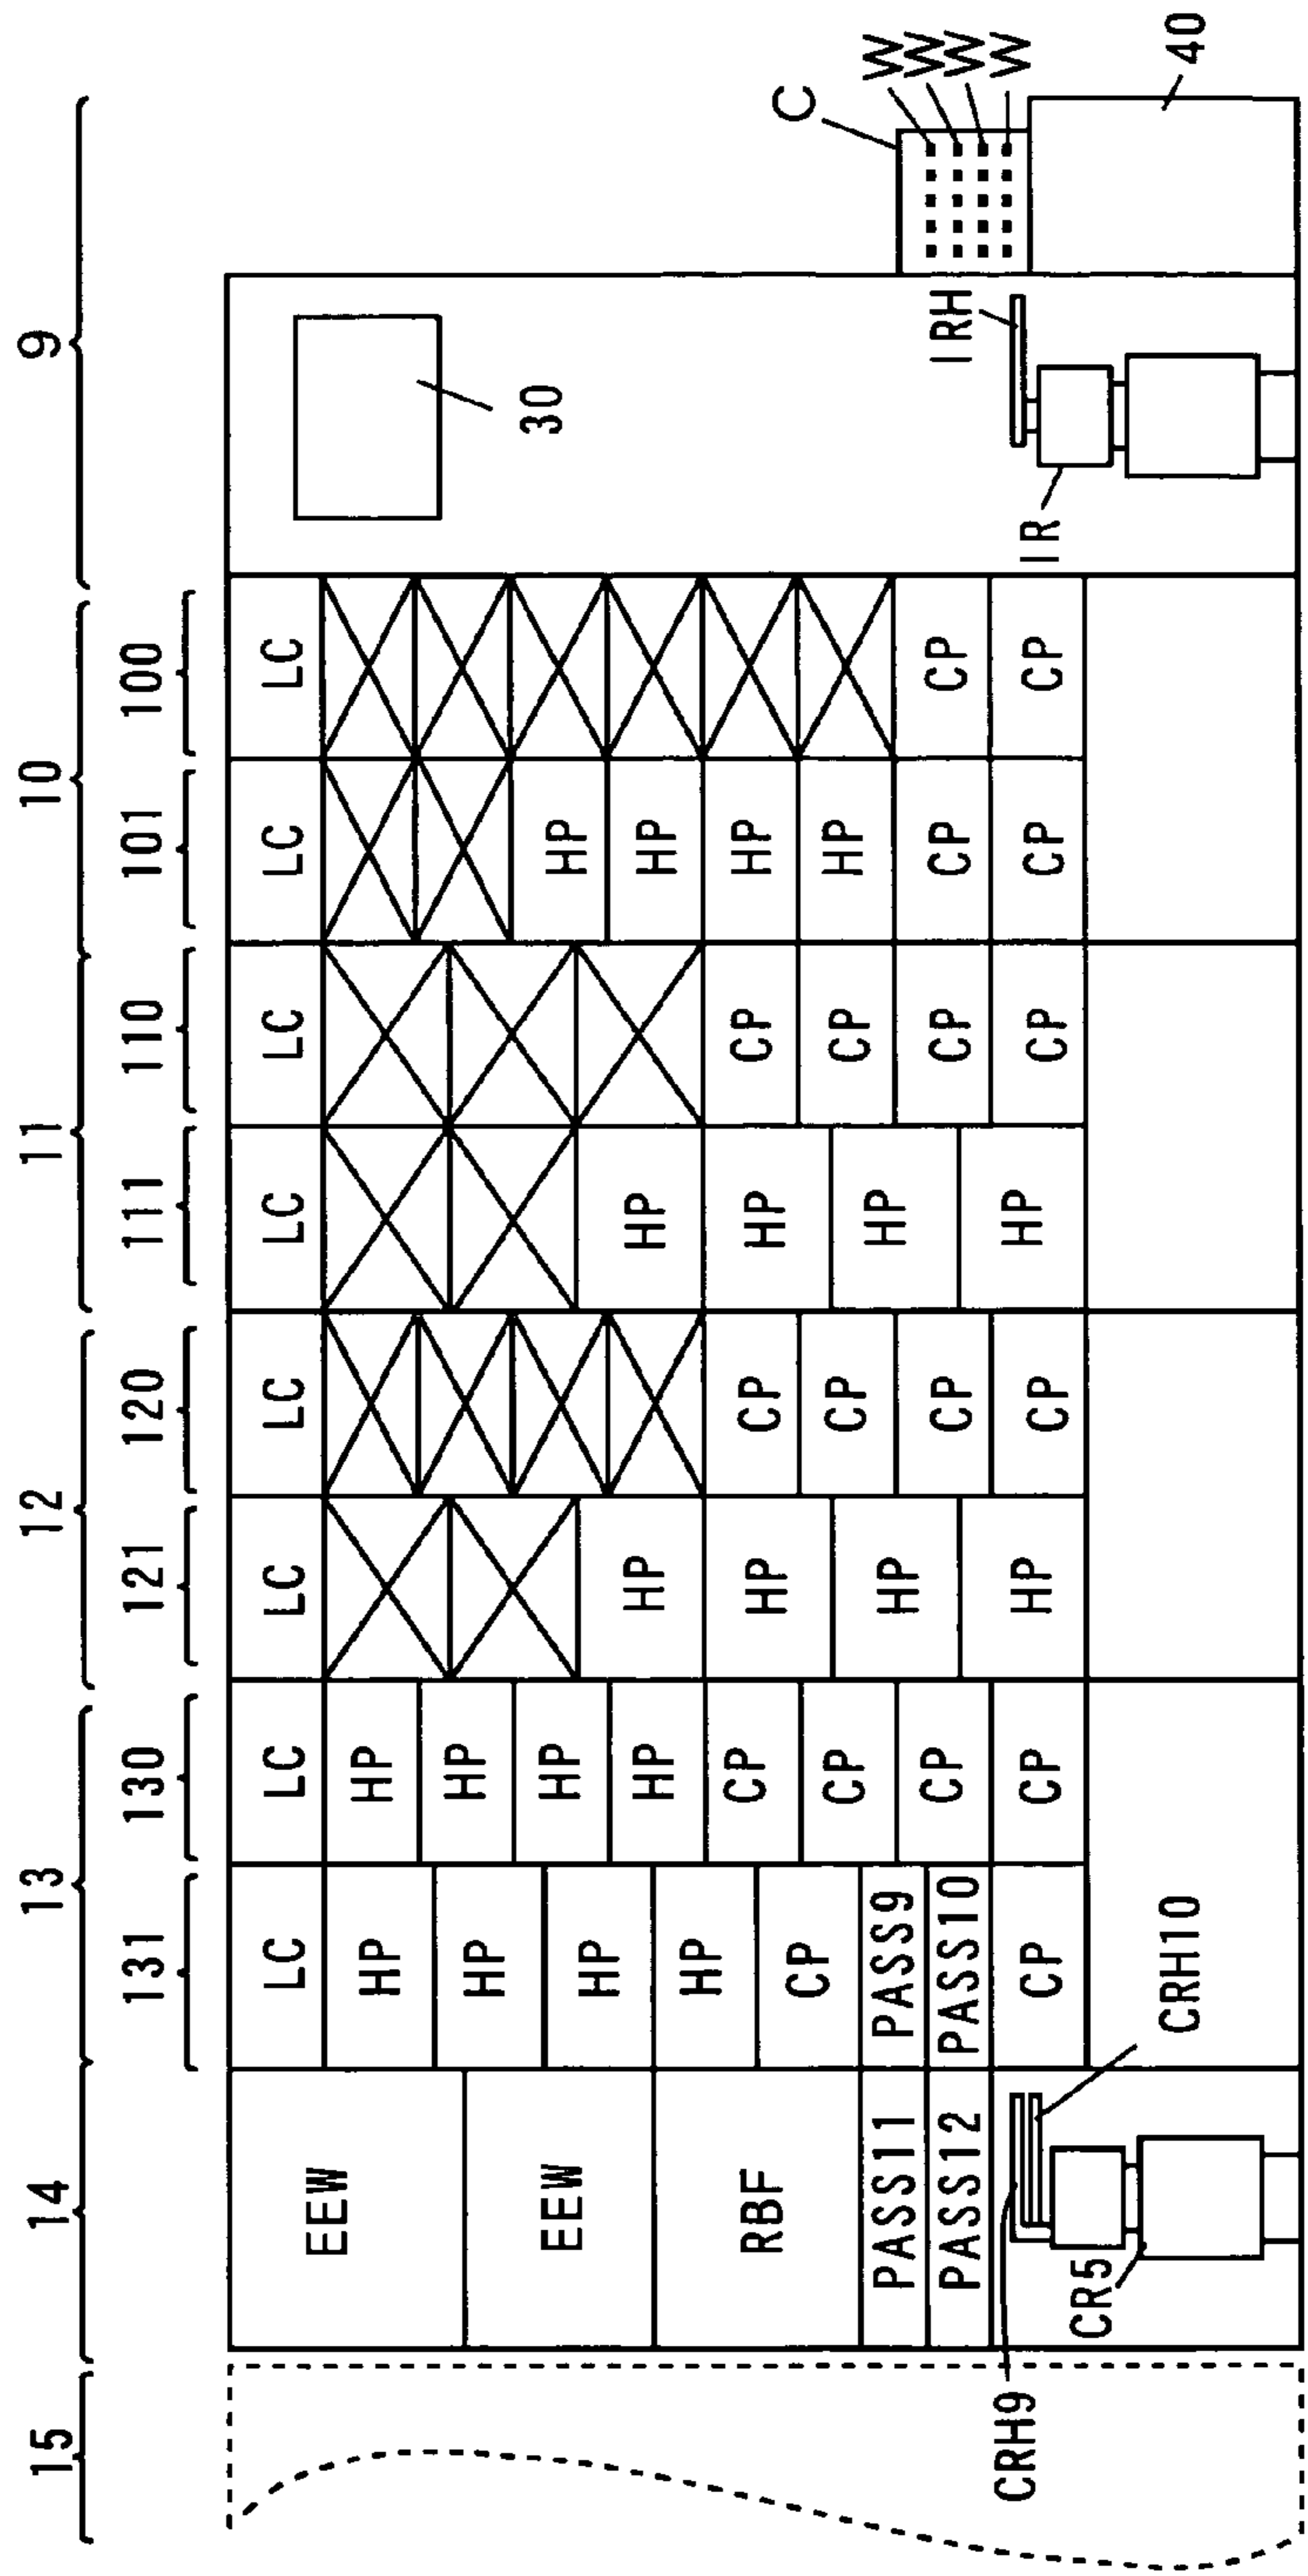 15 14 13 12 11 10 9
131 130 121 120 111 110 101 100
EEW
EEW
RBF
PASS11
PASS12
CRH9
CR5
CRH10
LC
HP
HP
HP
HP
CP
PASS9
PASS10
CP
LC
HP
HP
HP
HP
CP
CP
CP
CP
LC
HP
HP
HP
HP
LC
CP
CP
CP
CP
LC
HP
HP
HP
HP
LC
CP
CP
CP
CP
LC
HP
HP
HP
HP
CP
CP
LC
CP
CP
30
IRH
IR
C
W
W
W
W
40